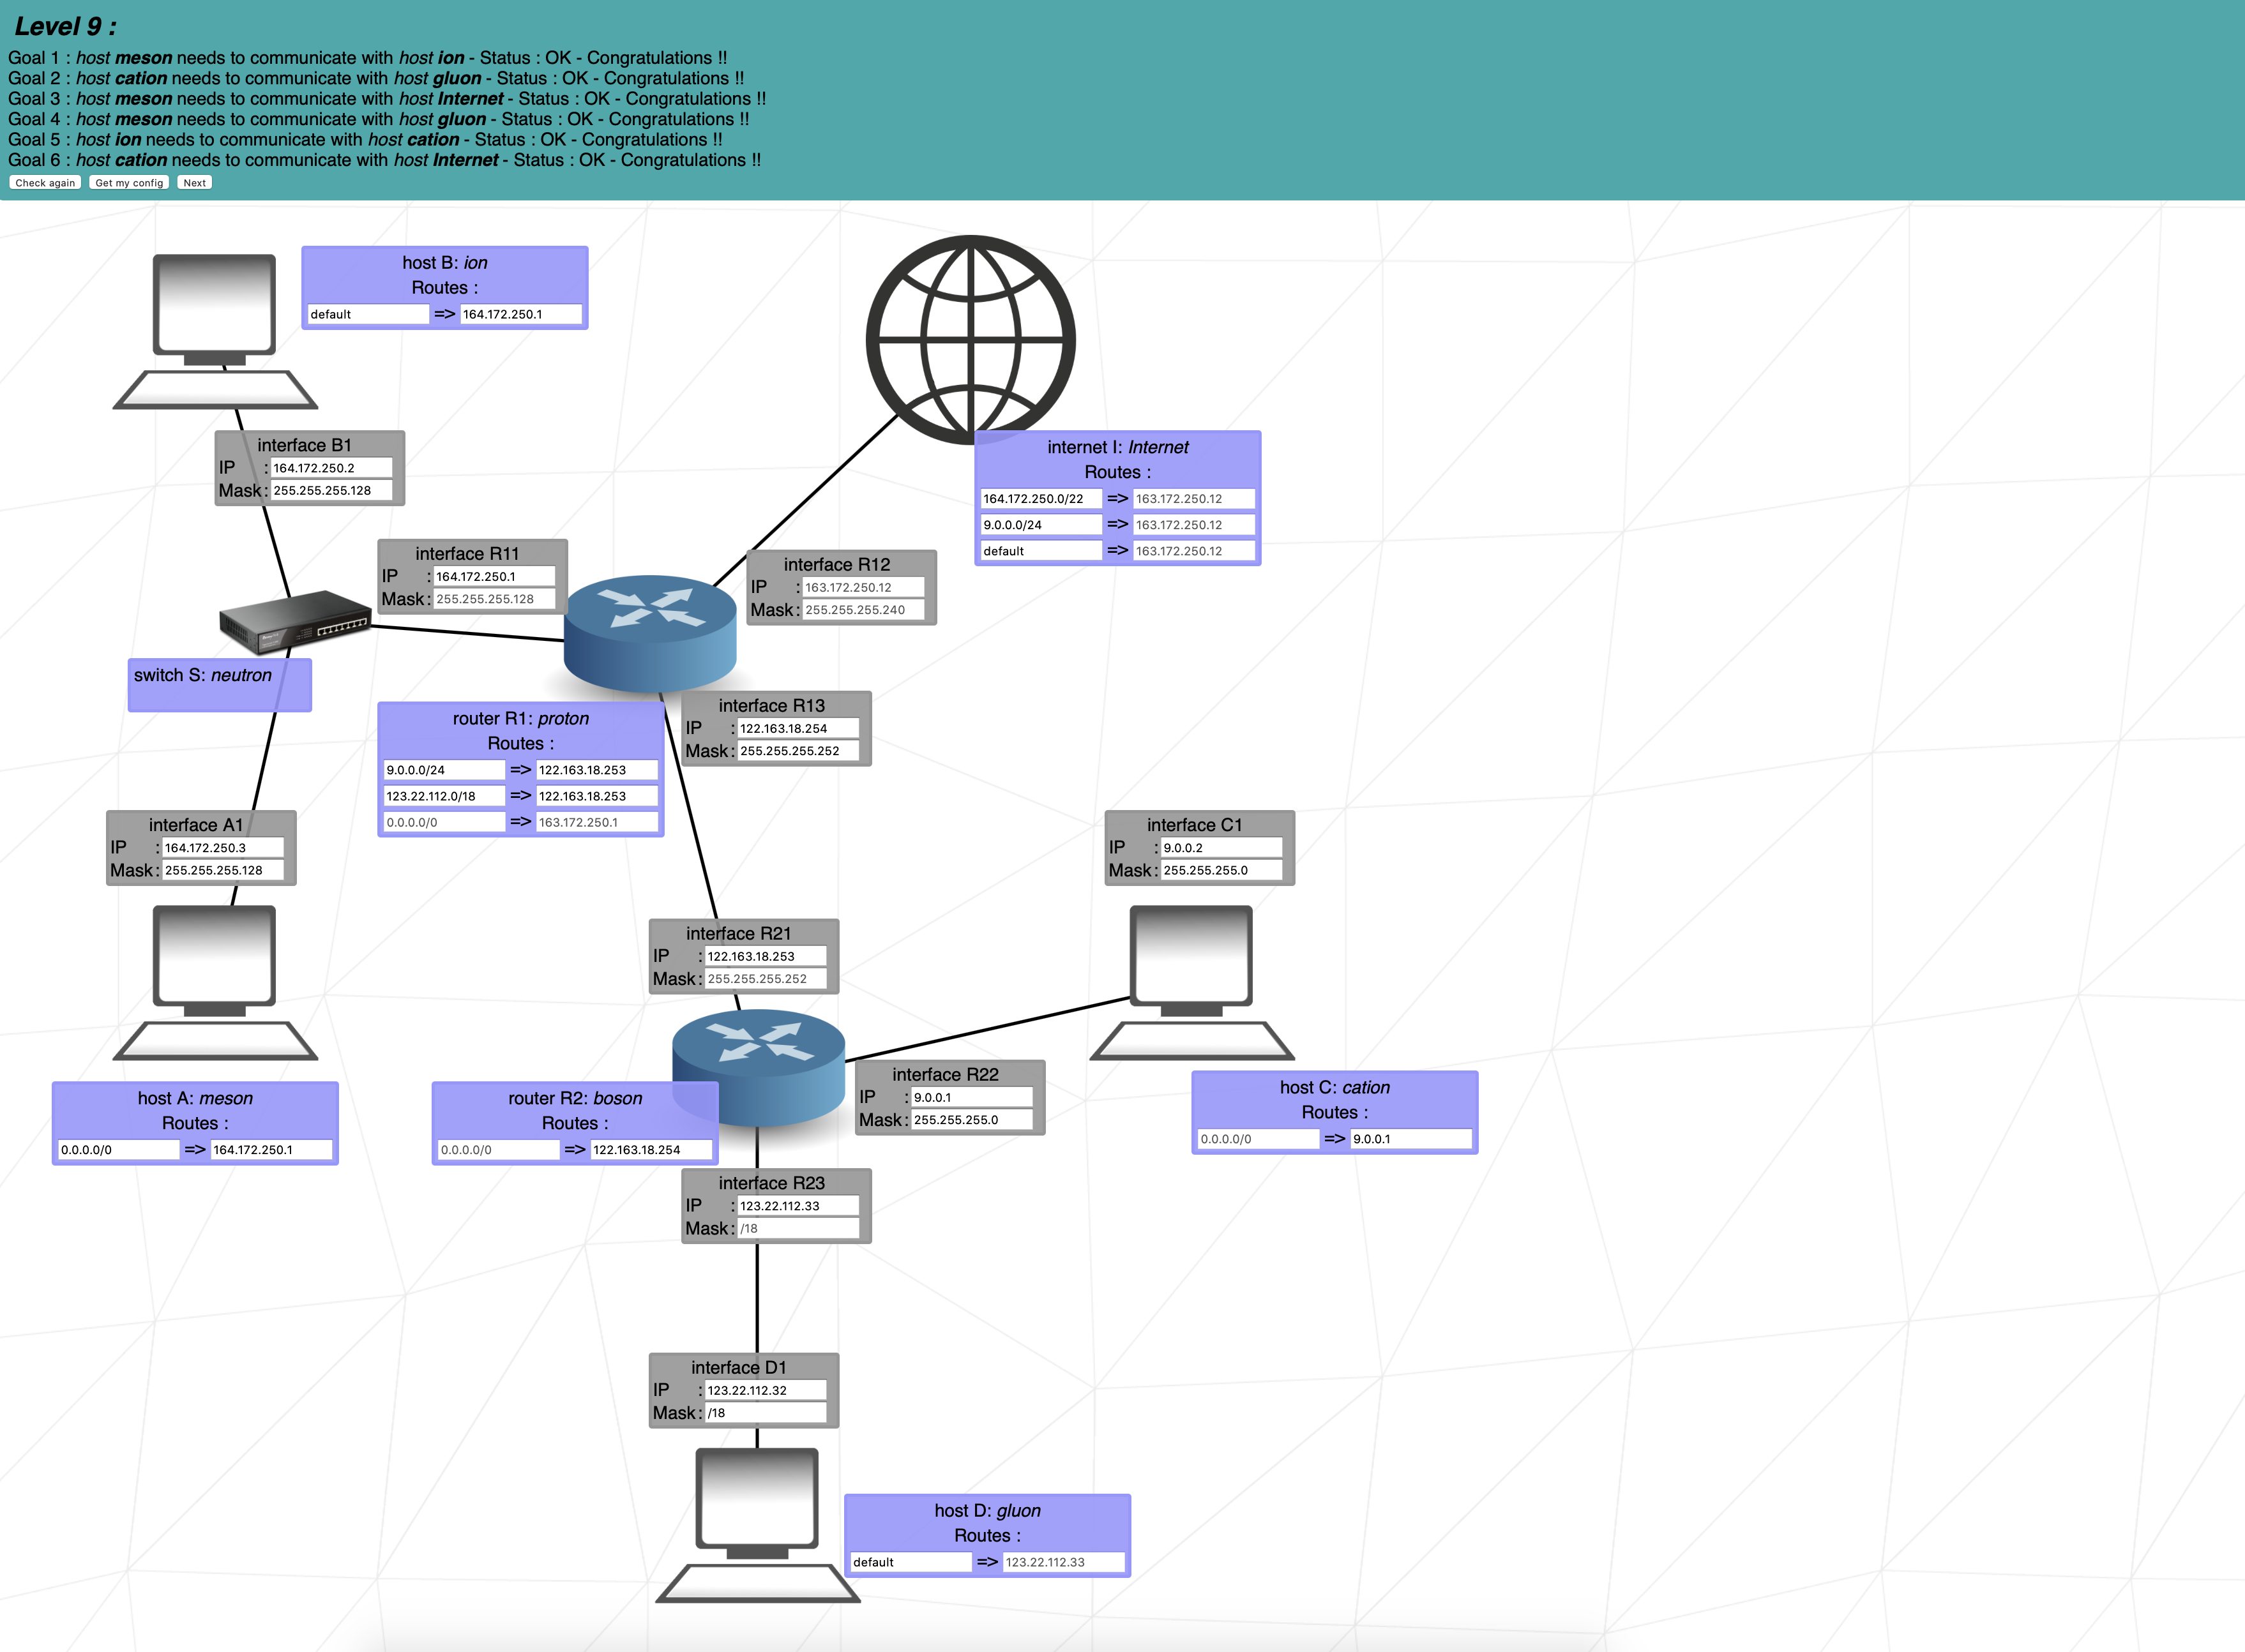 Level 9 :
Goal 1 : host meson needs to communicate with host ion - Status : OK - Congratulations !!
Goal 2 : host cation needs to communicate with host gluon - Status : OK - Congratulations !!
Goal 3 : host meson needs to communicate with host Internet - Status : OK - Congratulations !!
Goal 4 : host meson needs to communicate with host gluon - Status : OK - Congratulations !!
Goal 5 : host ion needs to communicate with host cation - Status : OK - Congratulations !!
Goal 6 : host cation needs to communicate with host Internet - Status : OK - Congratulations !!
Check again Get my config Next
host B: ion
Routes :
default => 164.172.250.1
interface B1
IP : 164.172.250.2
Mask : 255.255.255.128
internet I: Internet
Routes :
164.172.250.0/22 => 163.172.250.12
9.0.0.0/24 => 163.172.250.12
default => 163.172.250.12
interface R11
IP : 164.172.250.1
Mask : 255.255.255.128
interface R12
IP : 163.172.250.12
Mask : 255.255.255.240
switch S: neutron
interface R13
IP : 122.163.18.254
Mask : 255.255.255.252
router R1: proton
Routes :
9.0.0.0/24 => 122.163.18.253
123.22.112.0/18 => 122.163.18.253
0.0.0.0/0 => 163.172.250.1
interface A1
IP : 164.172.250.3
Mask : 255.255.255.128
interface C1
IP : 9.0.0.2
Mask : 255.255.255.0
interface R21
IP : 122.163.18.253
Mask : 255.255.255.252
host A: meson
Routes :
0.0.0.0/0 => 164.172.250.1
router R2: boson
Routes :
0.0.0.0/0 => 122.163.18.254
interface R22
IP : 9.0.0.1
Mask : 255.255.255.0
host C: cation
Routes :
0.0.0.0/0 => 9.0.0.1
interface R23
IP : 123.22.112.33
Mask : /18
interface D1
IP : 123.22.112.32
Mask : /18
host D: gluon
Routes :
default => 123.22.112.33